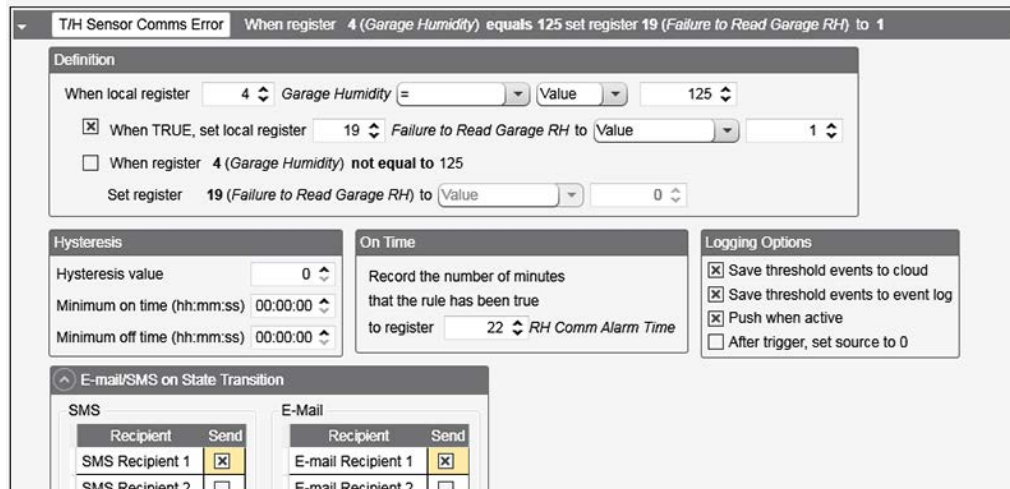 T/H Sensor Comms Error When register 4 (Garage Humidity) equals 125 set register 19 (Failure to Read Garage RH) to 1
Definition
When local register 4 Garage Humidity = Value 125
When TRUE, set local register 19 Failure to Read Garage RH to Value 1
When register 4 (Garage Humidity) not equal to 125
Set register 19 (Failure to Read Garage RH) to Value 0
Hysteresis
Hysteresis value 0
Minimum on time (hh:mm:ss) 00:00:00
Minimum off time (hh:mm:ss) 00:00:00
On Time
Record the number of minutes
that the rule has been true
to register 22 RH Comm Alarm Time
Logging Options
Save threshold events to cloud
Save threshold events to event log
Push when active
After trigger, set source to 0
E-mail/SMS on State Transition
SMS
Recipient Send
SMS Recipient 1
SMS Recipient 2
E-Mail
Recipient Send
E-mail Recipient 1
E-mail Recipient 2